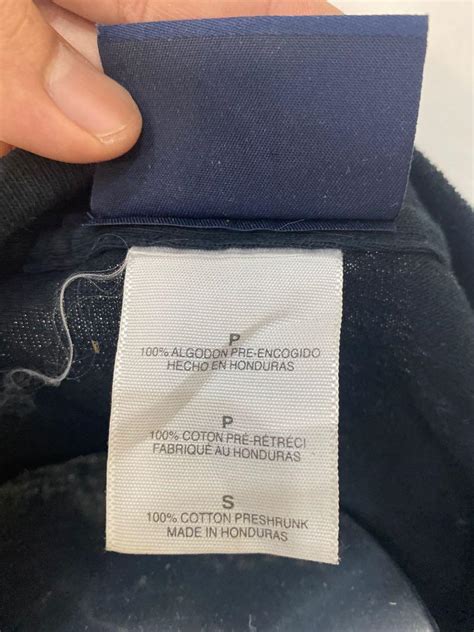 P
100% ALGODON PRE-ENCOGIDO
HECHO EN HONDURAS
P
100% COTON PRÉ-RÉTRÉCI
FABRIQUÉ AU HONDURAS
S
100% COTTON PRESHRUNK
MADE IN HONDURAS